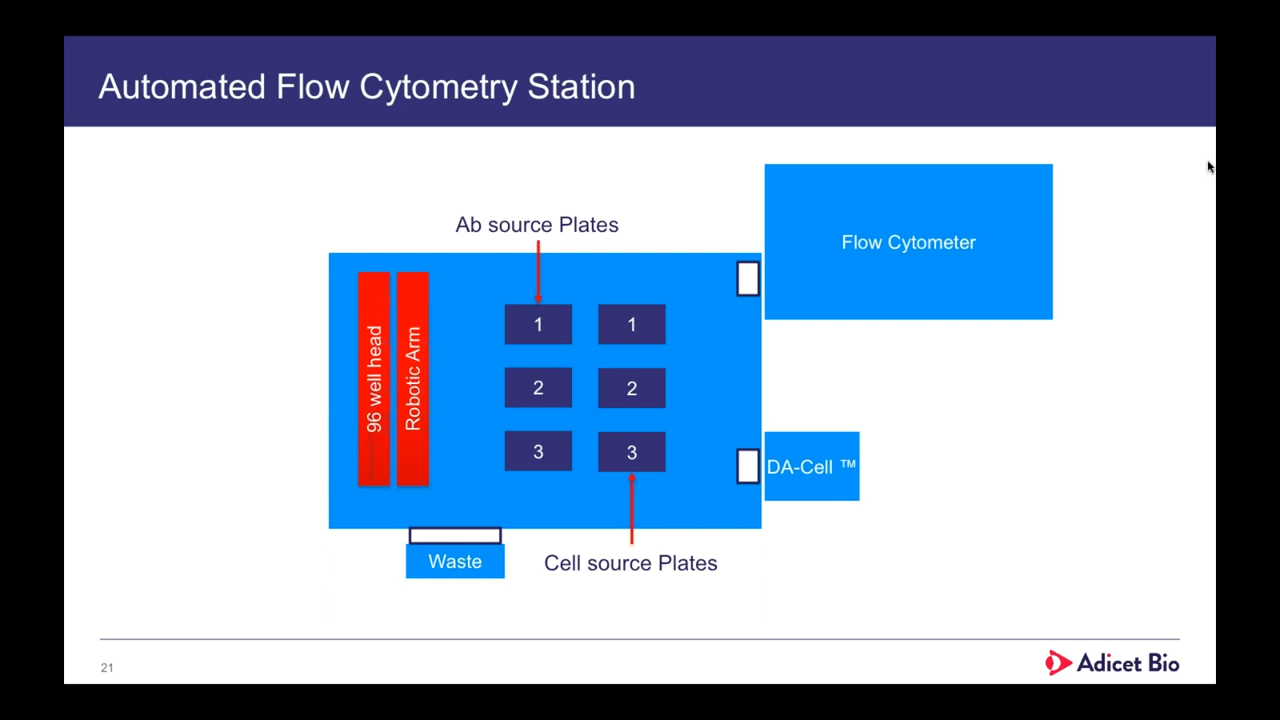 Automated Flow Cytometry Station
Ab source Plates
Flow Cytometer
96 well head
Robotic Arm
1
1
2
2
3
3
DA-Cell ™
Waste
Cell source Plates
21
Adicet Bio